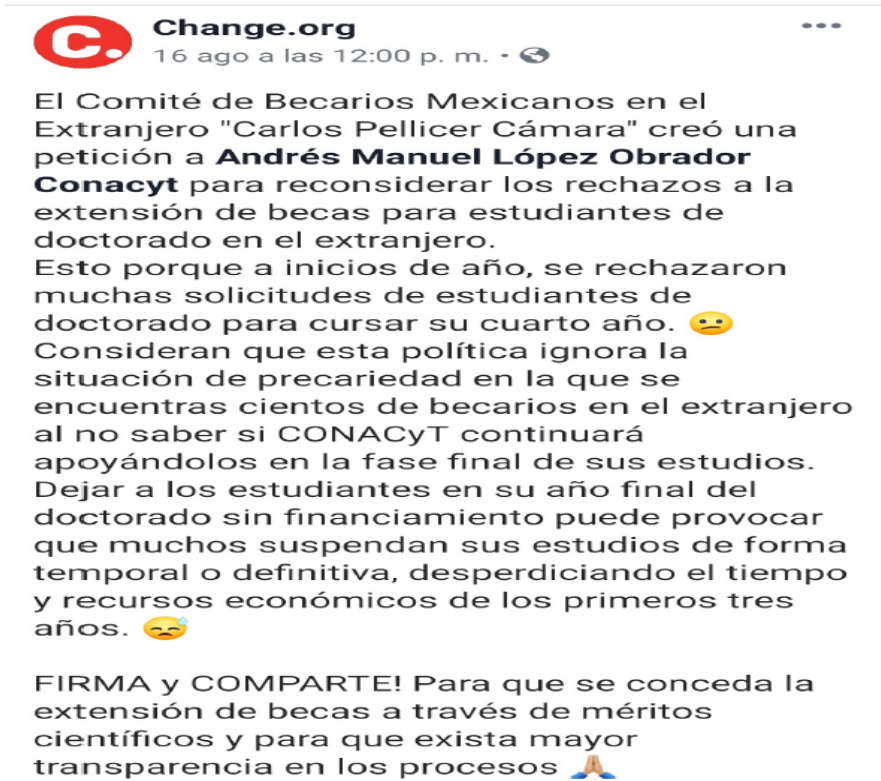 C.
Change.org
16 ago a las 12:00 p. m. ·
El Comité de Becarios Mexicanos en el
Extranjero "Carlos Pellicer Cámara" creó una
petición a Andrés Manuel López Obrador
Conacyt para reconsiderar los rechazos a la
extensión de becas para estudiantes de
doctorado en el extranjero.
Esto porque a inicios de año, se rechazaron
muchas solicitudes de estudiantes de
doctorado para cursar su cuarto año. 😕
Consideran que esta política ignora la
situación de precariedad en la que se
encuentras cientos de becarios en el extranjero
al no saber si CONACyT continuará
apoyándolos en la fase final de sus estudios.
Dejar a los estudiantes en su año final del
doctorado sin financiamiento puede provocar
que muchos suspendan sus estudios de forma
temporal o definitiva, desperdiciando el tiempo
y recursos económicos de los primeros tres
años. 😓
FIRMA y COMPARTE! Para que se conceda la
extensión de becas a través de méritos
científicos y para que exista mayor
transparencia en los procesos 🙏🏼